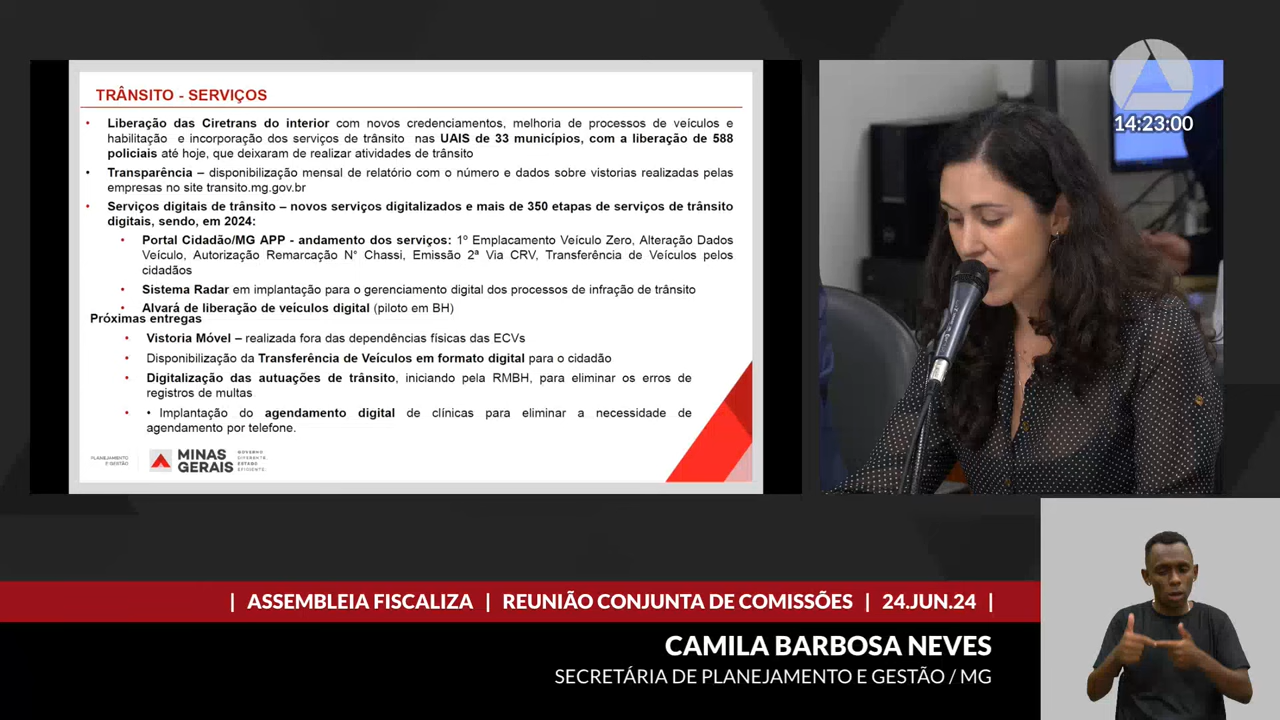 TRÂNSITO - SERVIÇOS
• Liberação das Ciretrans do interior com novos credenciamentos, melhoria de processos de veículos e
habilitação e incorporação dos serviços de trânsito nas UAIS de 33 municípios, com a liberação de 588
policiais até hoje, que deixaram de realizar atividades de trânsito
• Transparência – disponibilização mensal de relatório com o número e dados sobre vistorias realizadas pelas
empresas no site transito.mg.gov.br
• Serviços digitais de trânsito – novos serviços digitalizados e mais de 350 etapas de serviços de trânsito
digitais, sendo, em 2024:
• Portal Cidadão/MG APP - andamento dos serviços: 1º Emplacamento Veículo Zero, Alteração Dados
Veículo, Autorização Remarcação N° Chassi, Emissão 2ª Via CRV, Transferência de Veículos pelos
cidadãos
• Sistema Radar em implantação para o gerenciamento digital dos processos de infração de trânsito
• Alvará de liberação de veículos digital (piloto em BH)
Próximas entregas
• Vistoria Móvel – realizada fora das dependências físicas das ECVs
• Disponibilização da Transferência de Veículos em formato digital para o cidadão
• Digitalização das autuações de trânsito, iniciando pela RMBH, para eliminar os erros de
registros de multas
• • Implantação do agendamento digital de clínicas para eliminar a necessidade de
agendamento por telefone.
PLANEJAMENTO
E GESTÃO
MINAS
GERAIS
GOVERNO
DIFERENTE.
ESTADO
EFICIENTE.
14:23:00
| ASSEMBLEIA FISCALIZA | REUNIÃO CONJUNTA DE COMISSÕES | 24.JUN.24 |
CAMILA BARBOSA NEVES
SECRETÁRIA DE PLANEJAMENTO E GESTÃO / MG